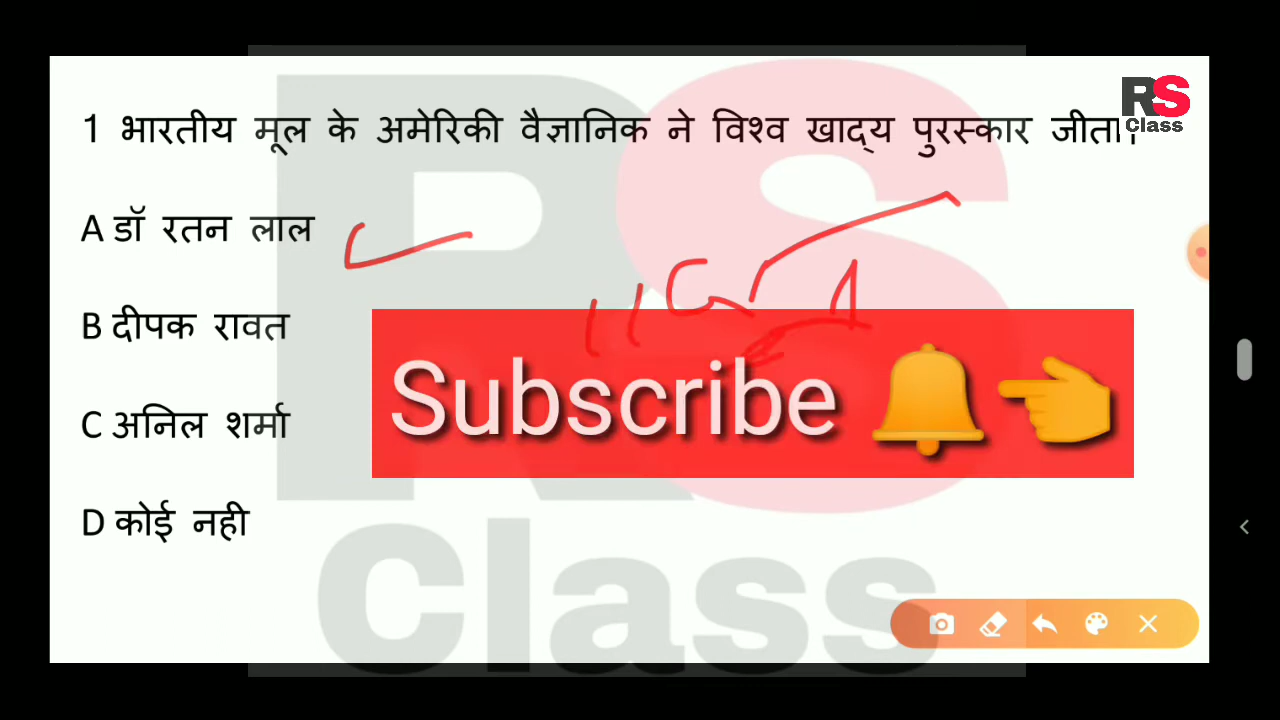 1 भारतीय मूल के अमेरिकी वैज्ञानिक ने विश्व खाद्य पुरस्कार जीता।
RS
Class
A डॉ रतन लाल
B दीपक रावत
Subscribe
C अनिल शर्मा
D कोई नही
RS
Class